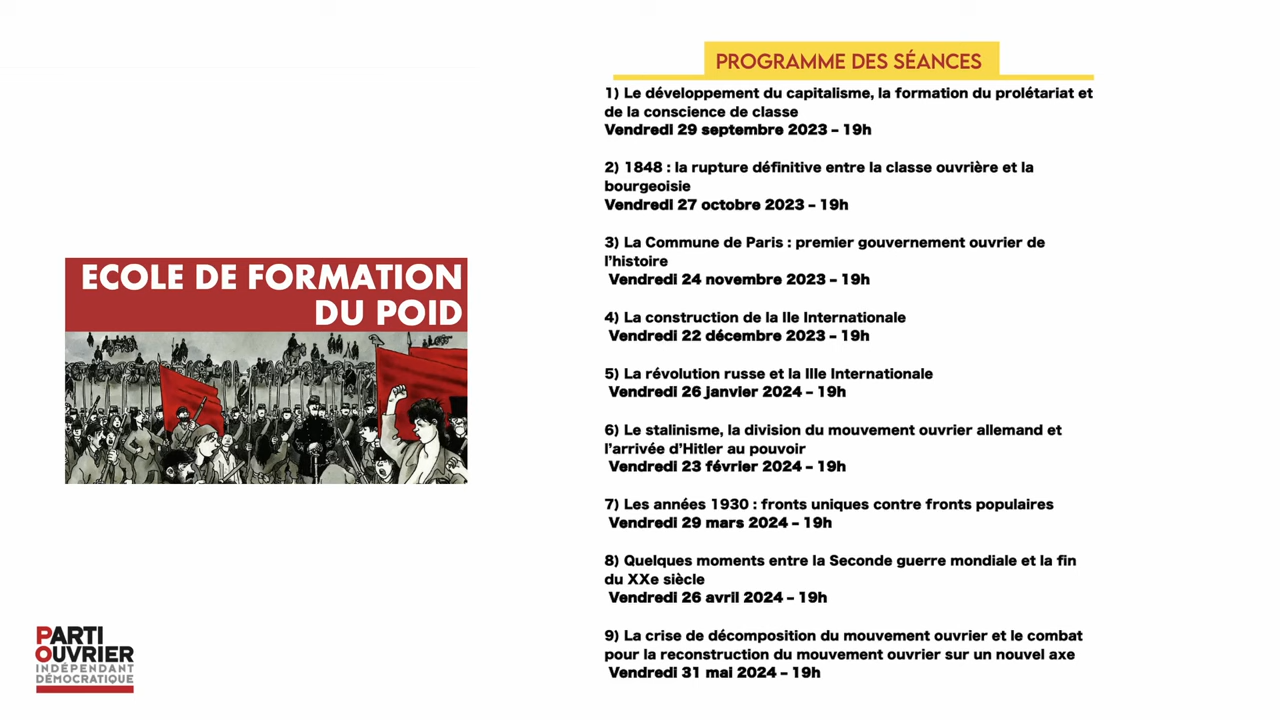 ECOLE DE FORMATION
DU POID
PARTI
OUVRIER
INDÉPENDANT
DÉMOCRATIQUE
PROGRAMME DES SÉANCES
1) Le développement du capitalisme, la formation du prolétariat et
de la conscience de classe
Vendredi 29 septembre 2023 – 19h
2) 1848 : la rupture définitive entre la classe ouvrière et la
bourgeoisie
Vendredi 27 octobre 2023 – 19h
3) La Commune de Paris : premier gouvernement ouvrier de
l'histoire
Vendredi 24 novembre 2023 – 19h
4) La construction de la IIe Internationale
Vendredi 22 décembre 2023 – 19h
5) La révolution russe et la IIIe Internationale
Vendredi 26 janvier 2024 – 19h
6) Le stalinisme, la division du mouvement ouvrier allemand et
l'arrivée d'Hitler au pouvoir
Vendredi 23 février 2024 – 19h
7) Les années 1930 : fronts uniques contre fronts populaires
Vendredi 29 mars 2024 – 19h
8) Quelques moments entre la Seconde guerre mondiale et la fin
du XXe siècle
Vendredi 26 avril 2024 – 19h
9) La crise de décomposition du mouvement ouvrier et le combat
pour la reconstruction du mouvement ouvrier sur un nouvel axe
Vendredi 31 mai 2024 – 19h